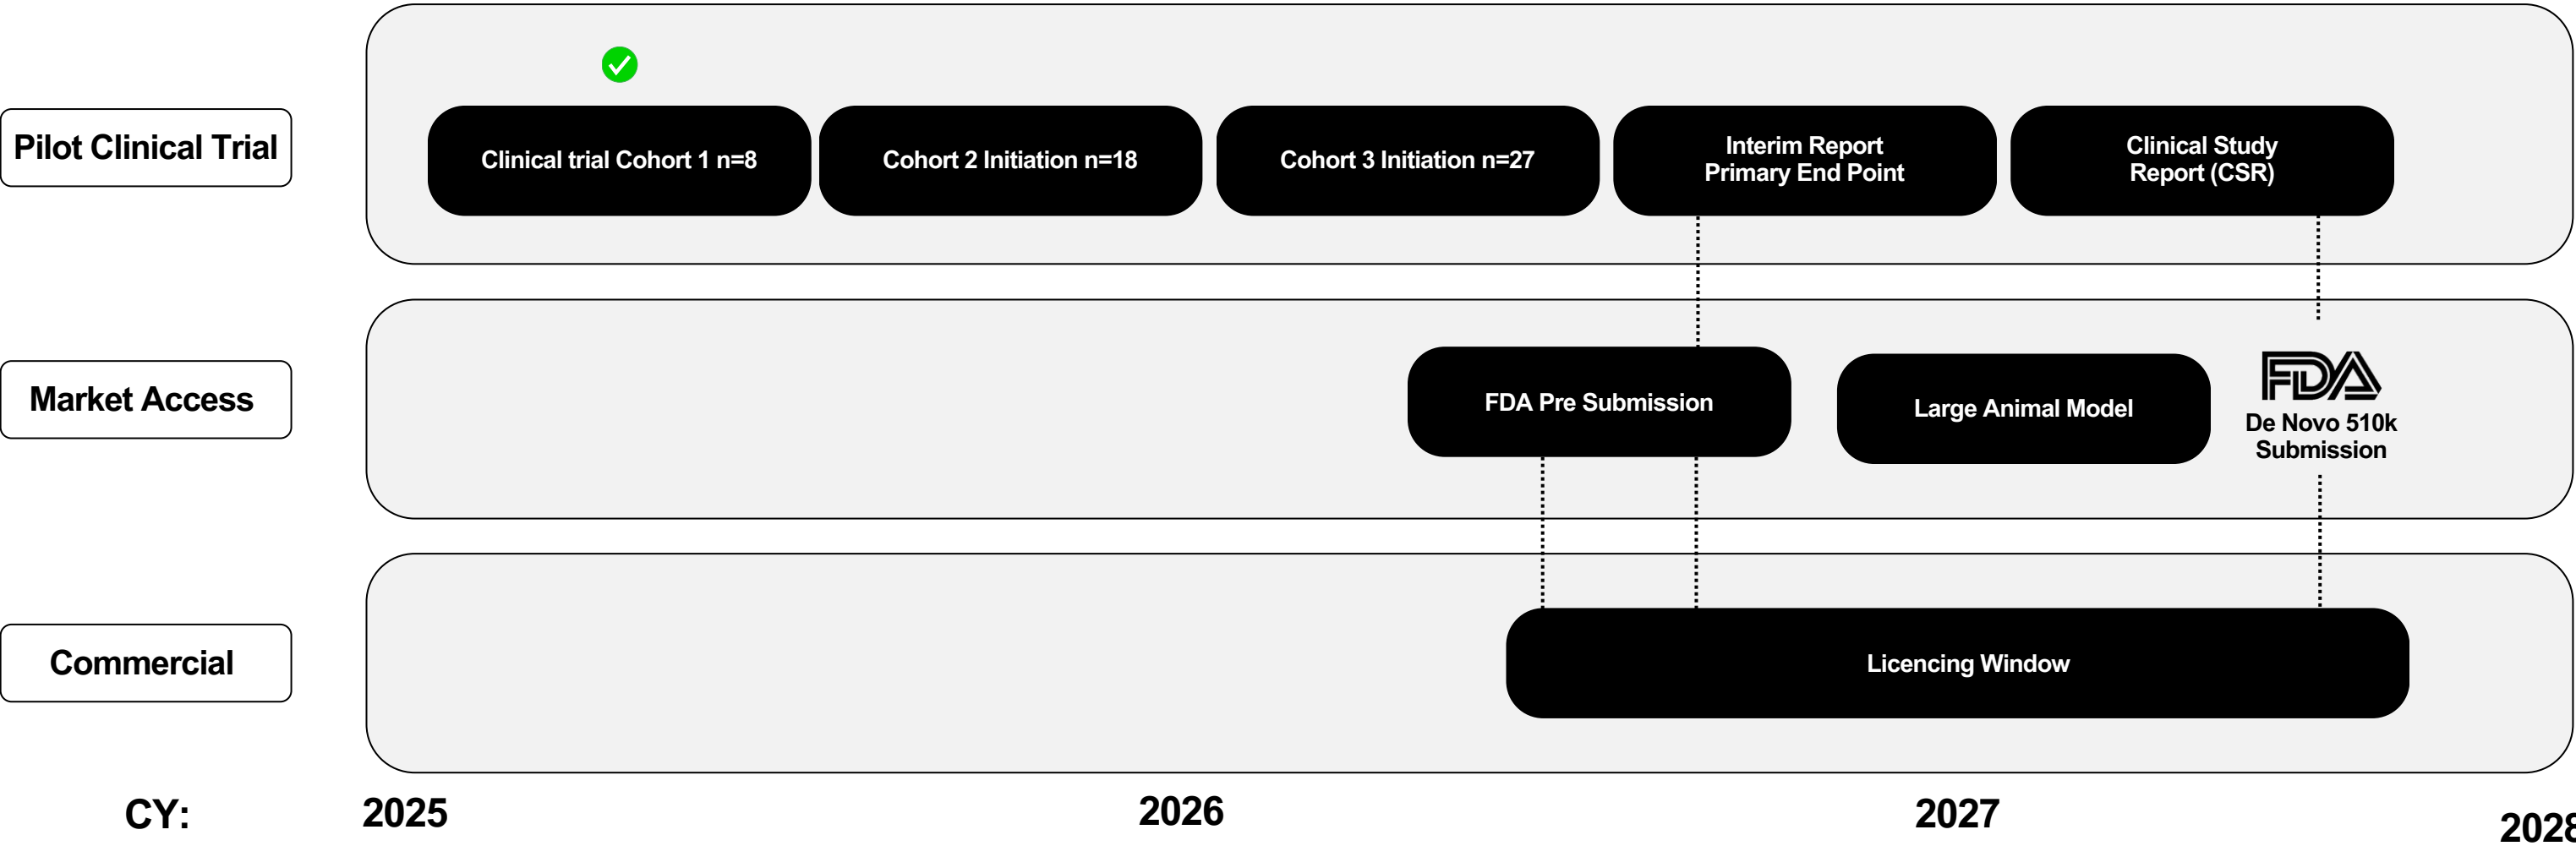 Pilot Clinical Trial
Clinical trial Cohort 1 n=8
Cohort 2 Initiation n=18
Cohort 3 Initiation n=27
Interim Report
Primary End Point
Clinical Study
Report (CSR)
Market Access
FDA Pre Submission
Large Animal Model
FDA
De Novo 510k
Submission
Commercial
Licencing Window
CY:
2025
2026
2027
2028